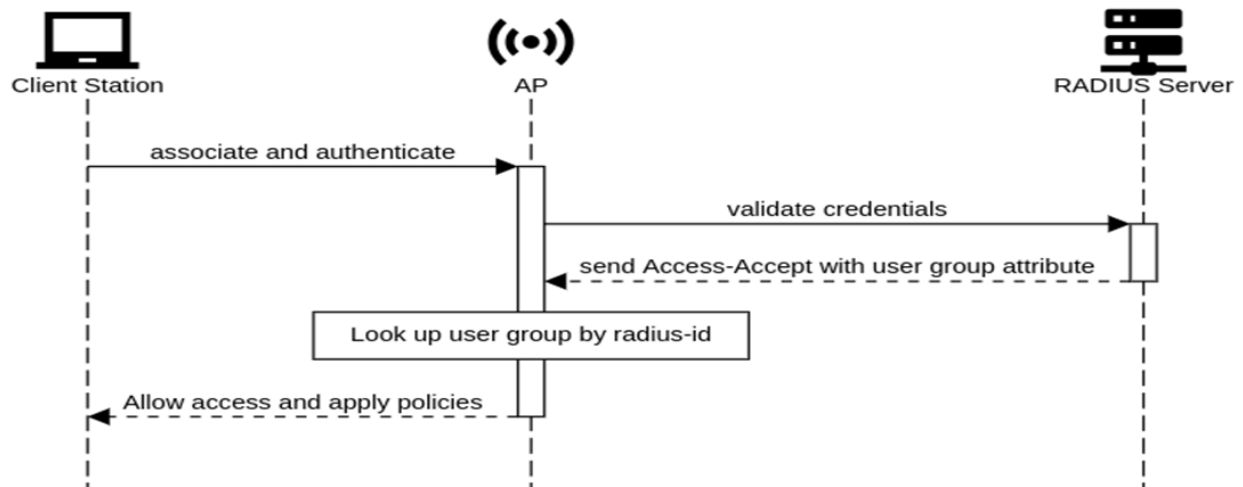 Client Station
AP
RADIUS Server
associate and authenticate
validate credentials
send Access-Accept with user group attribute
Look up user group by radius-id
Allow access and apply policies